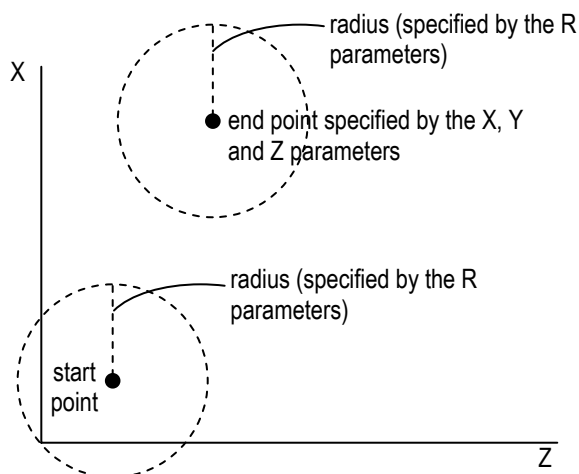 radius (specified by the R
parameters)
X
end point specified by the X, Y
and Z parameters
radius (specified by the R
parameters)
start
point
Z